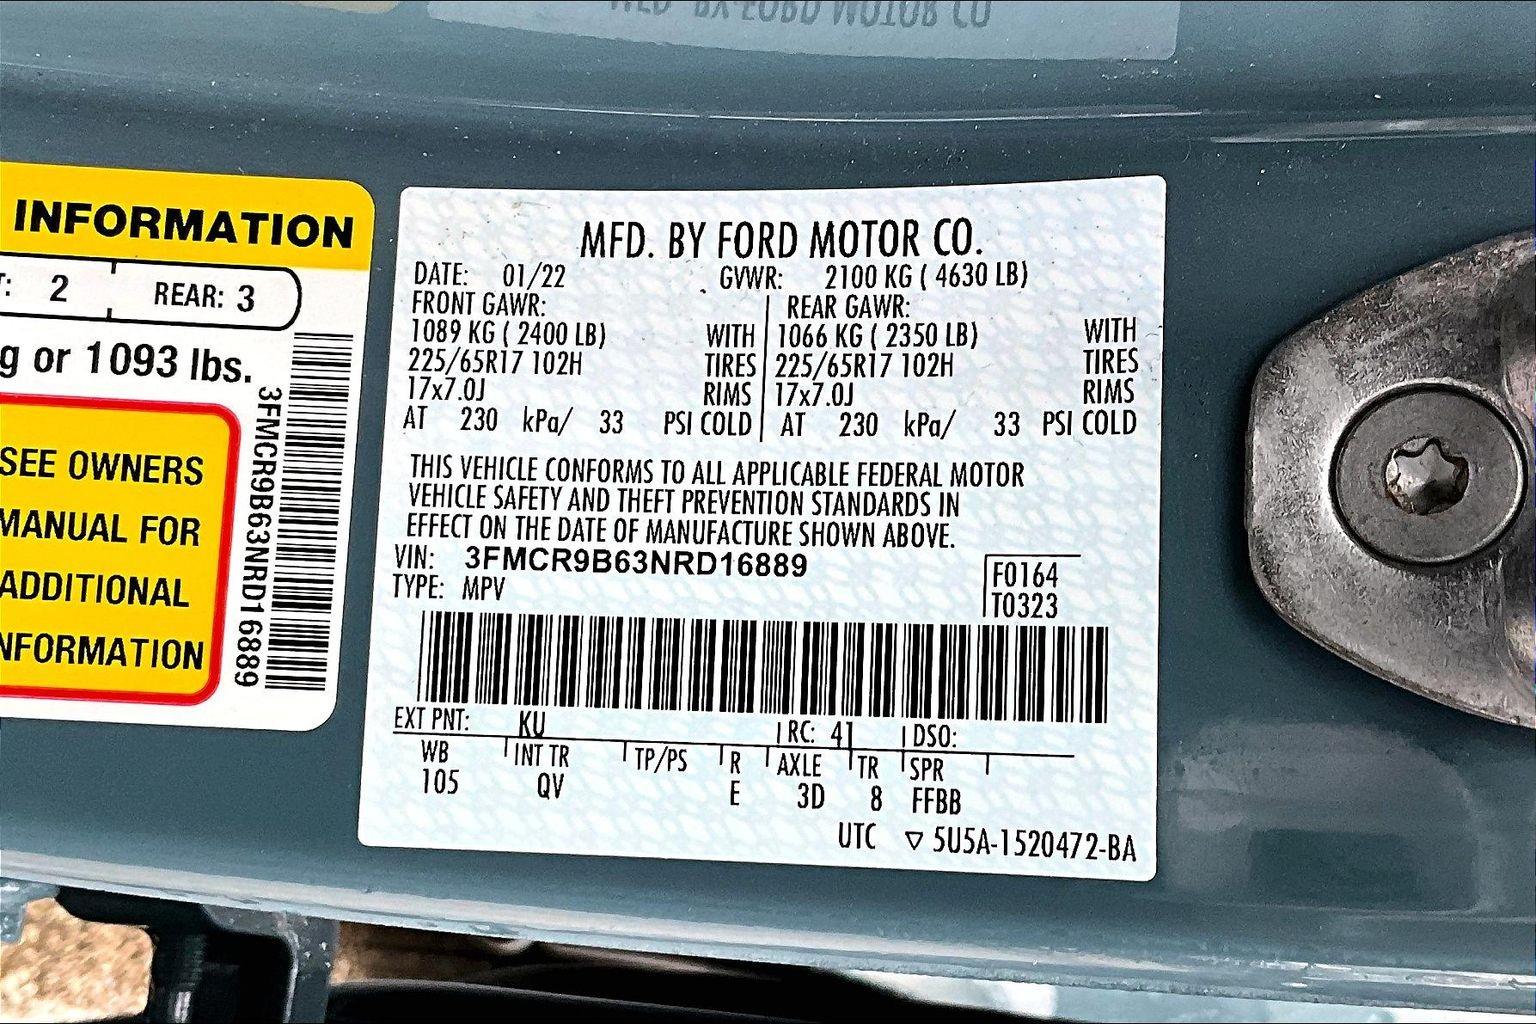 INFORMATION
: 2 REAR: 3
g or 1093 lbs.
SEE OWNERS
MANUAL FOR
ADDITIONAL
NFORMATION
3FMCR9B63NRD16889
MFD. BY FORD MOTOR CO.
DATE: 01/22 GVWR: 2100 KG ( 4630 LB)
FRONT GAWR: REAR GAWR:
1089 KG ( 2400 LB) WITH 1066 KG ( 2350 LB) WITH
225/65R17 102H TIRES 225/65R17 102H TIRES
17x7.0J RIMS 17x7.0J RIMS
AT 230 kPa/ 33 PSI COLD AT 230 kPa/ 33 PSI COLD
THIS VEHICLE CONFORMS TO ALL APPLICABLE FEDERAL MOTOR
VEHICLE SAFETY AND THEFT PREVENTION STANDARDS IN
EFFECT ON THE DATE OF MANUFACTURE SHOWN ABOVE.
VIN: 3FMCR9B63NRD16889
TYPE: MPV
F0164
T0323
EXT PNT: KU RC: 41 DSO:
WB INT TR TP/PS R AXLE TR SPR
105 QV E 3D 8 FFBB
UTC ▽ 5U5A-1520472-BA